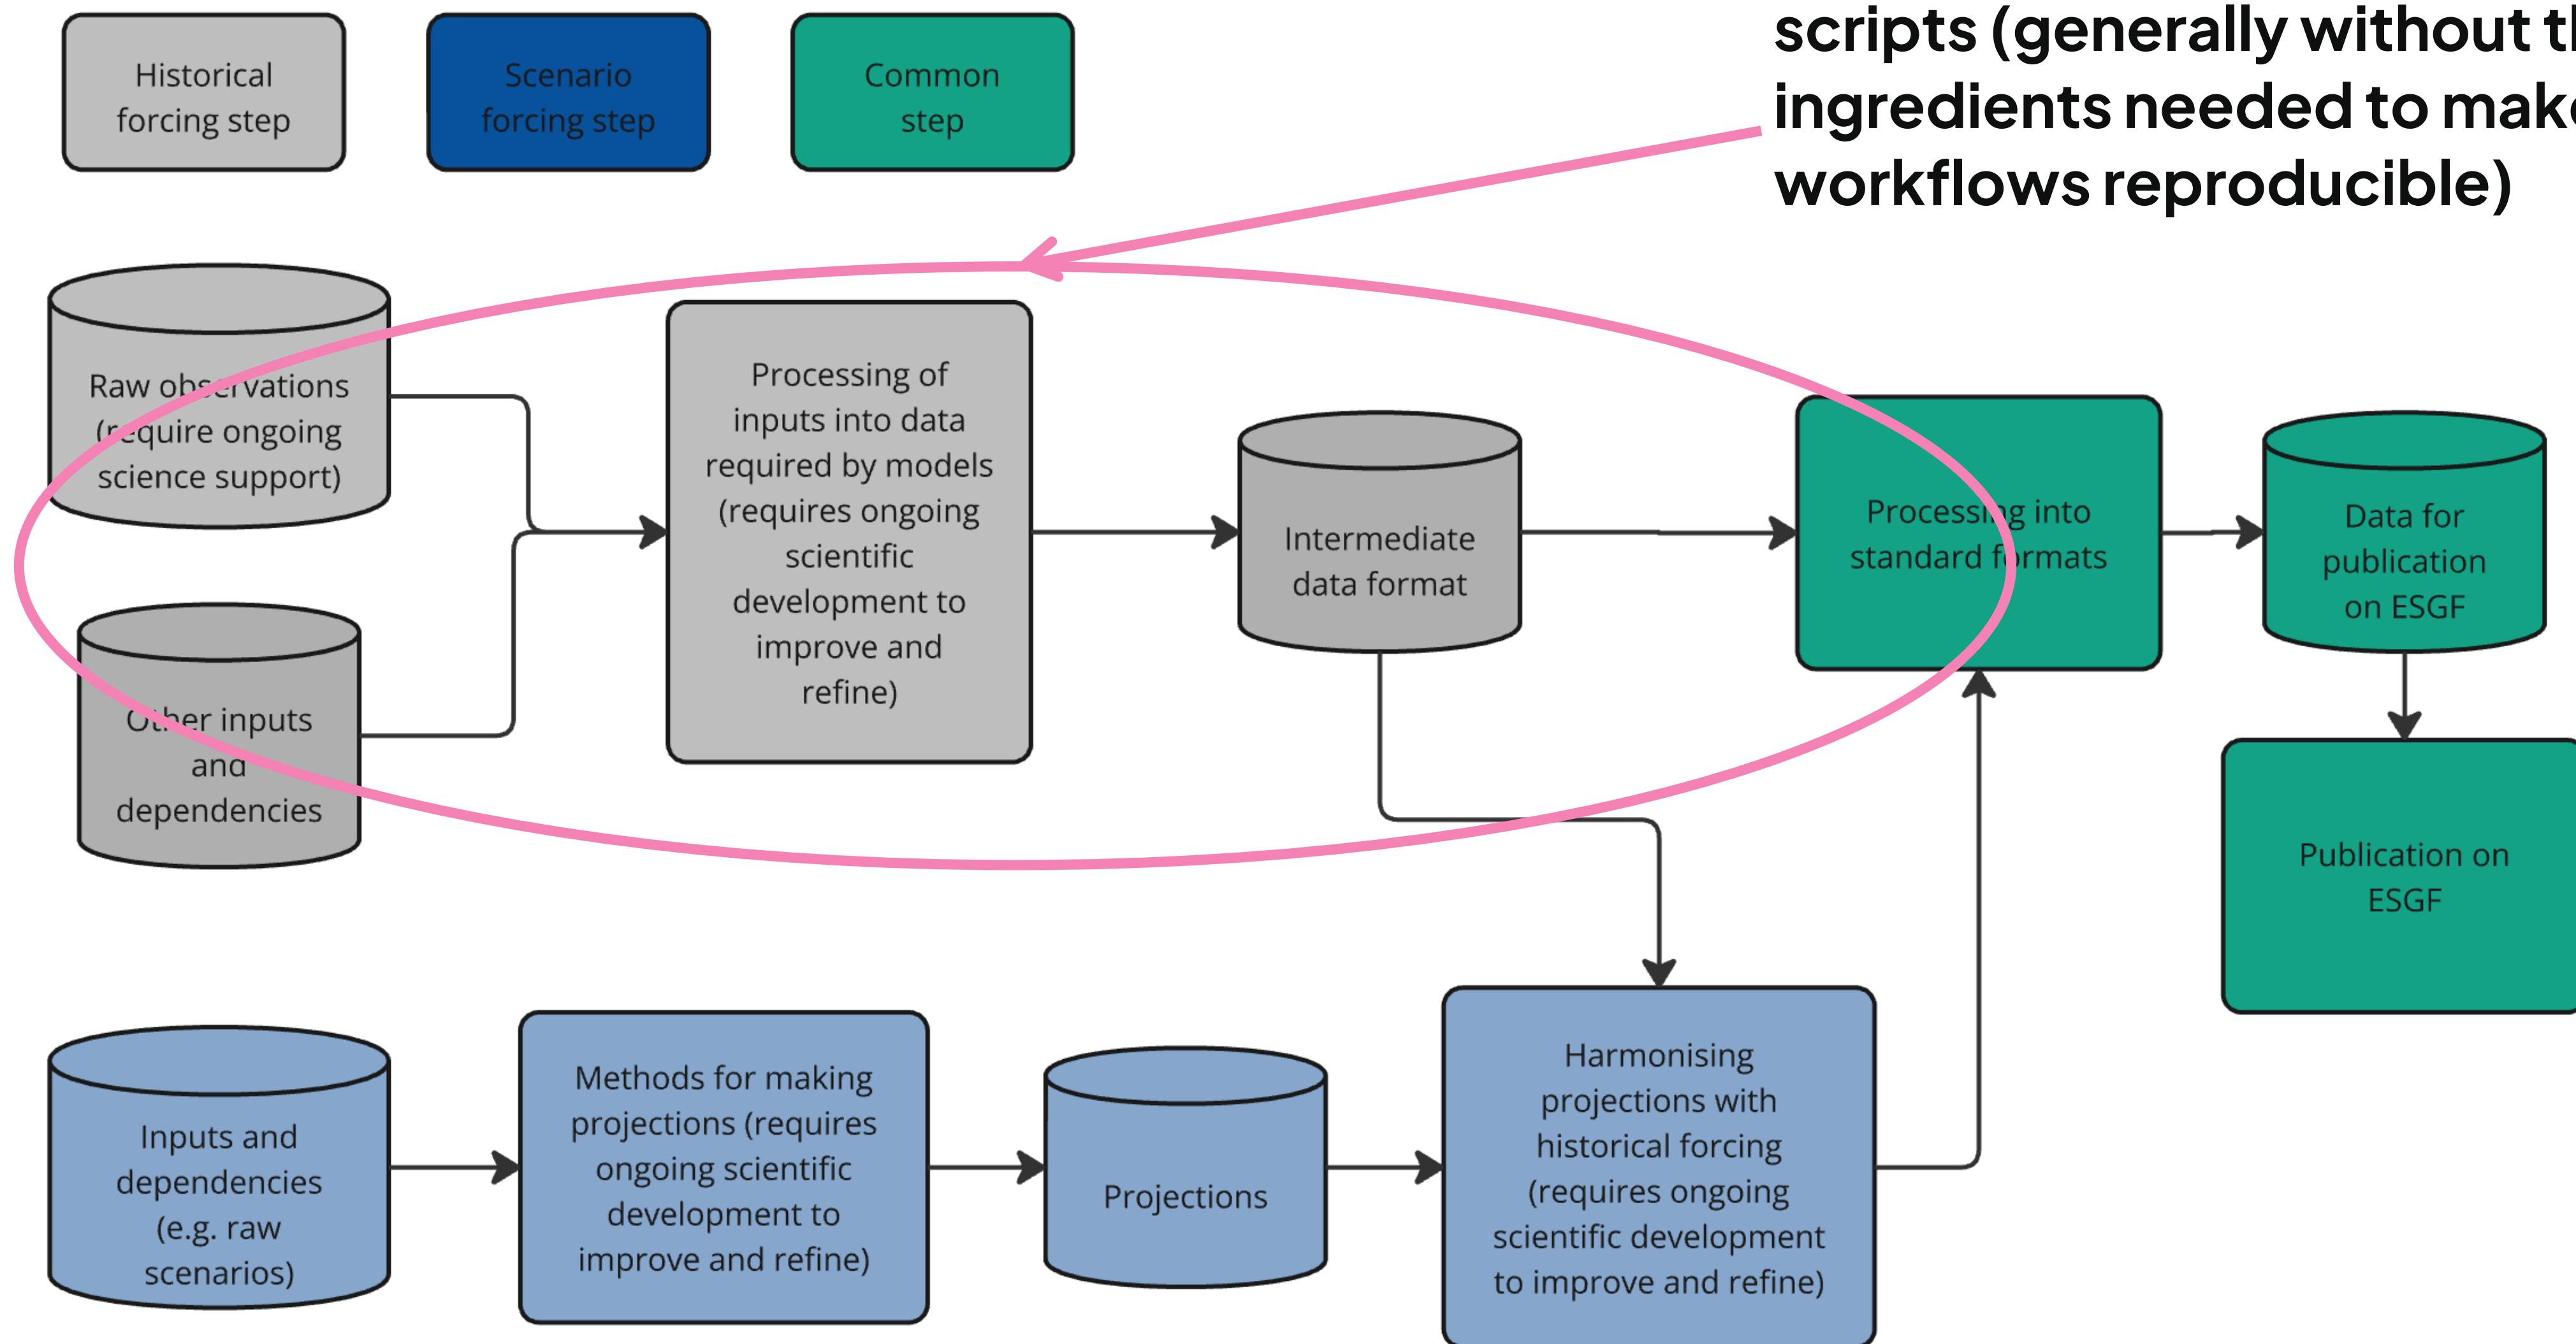 Historical
forcing step
Scenario
forcing step
Common
step
scripts (generally without
ingredients needed to make
workflows reproducible)
Raw observations
(require ongoing
science support)
Processing of
inputs into data
required by models
(requires ongoing
scientific
development to
improve and
refine)
Intermediate
data format
Processing into
standard formats
Data for
publication
on ESGF
Other inputs
and
dependencies
Publication on
ESGF
Inputs and
dependencies
(e.g. raw
scenarios)
Methods for making
projections (requires
ongoing scientific
development to
improve and refine)
Projections
Harmonising
projections with
historical forcing
(requires ongoing
scientific development
to improve and refine)